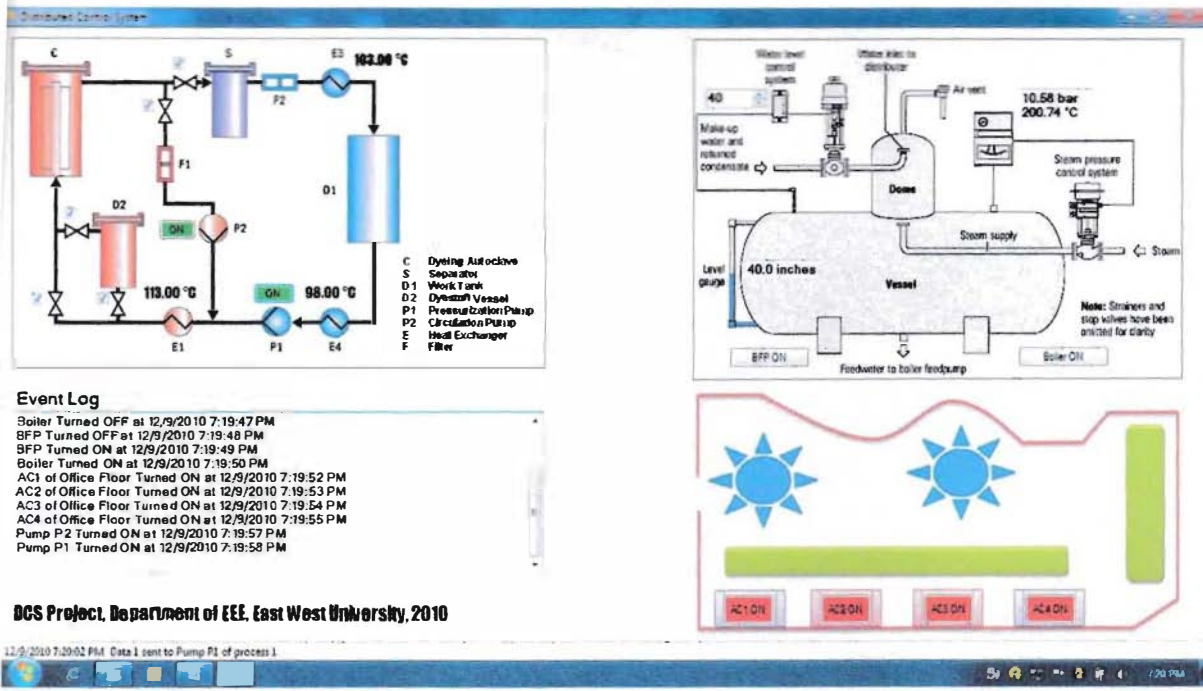 Distributed Control System
C
S
E3
103.00 °C
P2
F1
D1
D2
ON
P2
113.00 °C
ON
98.00 °C
E1
P1
E4
C Dyeing Autoclave
S Separator
D1 Work Tank
D2 Dyestuff Vessel
P1 Pressurization Pump
P2 Circulation Pump
E Heat Exchanger
F Filter
Water level
control
system
Water inlet to
distributor
40
Air vent
10.58 bar
200.74 °C
Make-up
water and
returned
condensate
Steam pressure
control system
Dome
Steam supply
Steam
Level
gauge
40.0 inches
Vessel
Note: Strainers and
stop valves have been
omitted for clarity
BFP ON
Boiler ON
Feedwater to boiler feedpump
Event Log
Boiler Turned OFF at 12/9/2010 7:19:47 PM
BFP Turned OFF at 12/9/2010 7:19:48 PM
BFP Turned ON at 12/9/2010 7:19:49 PM
Boiler Turned ON at 12/9/2010 7:19:50 PM
AC1 of Office Floor Turned ON at 12/9/2010 7:19:52 PM
AC2 of Office Floor Turned ON at 12/9/2010 7:19:53 PM
AC3 of Office Floor Turned ON at 12/9/2010 7:19:54 PM
AC4 of Office Floor Turned ON at 12/9/2010 7:19:55 PM
Pump P2 Turned ON at 12/9/2010 7:19:57 PM
Pump P1 Turned ON at 12/9/2010 7:19:58 PM
AC1 ON
AC2 ON
AC3 ON
AC4 ON
DCS Project, Department of EEE, East West University, 2010
12/9/2010 7:20:02 PM Data 1 sent to Pump P1 of process 1
7:20 PM